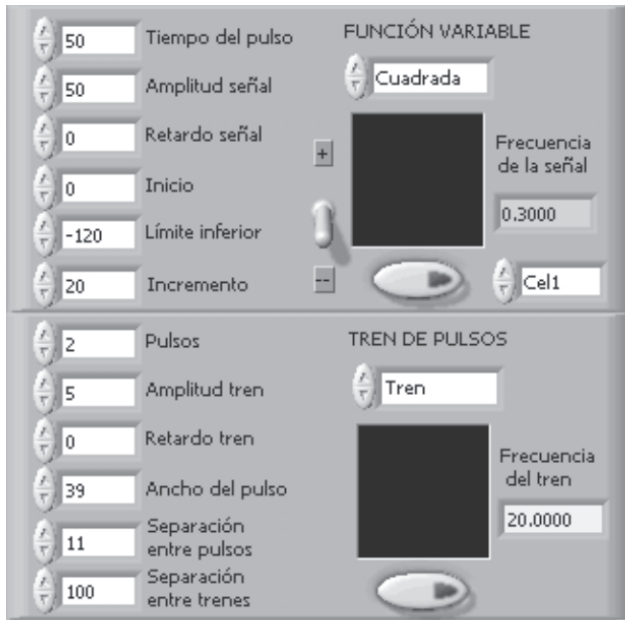 50 Tiempo del pulso
50 Amplitud señal
0 Retardo señal
0 Inicio
-120 Límite inferior
20 Incremento
FUNCIÓN VARIABLE
Cuadrada
+
--
Frecuencia
de la señal
0.3000
Cel1
2 Pulsos
5 Amplitud tren
0 Retardo tren
39 Ancho del pulso
11 Separación
entre pulsos
100 Separación
entre trenes
TREN DE PULSOS
Tren
Frecuencia
del tren
20.0000